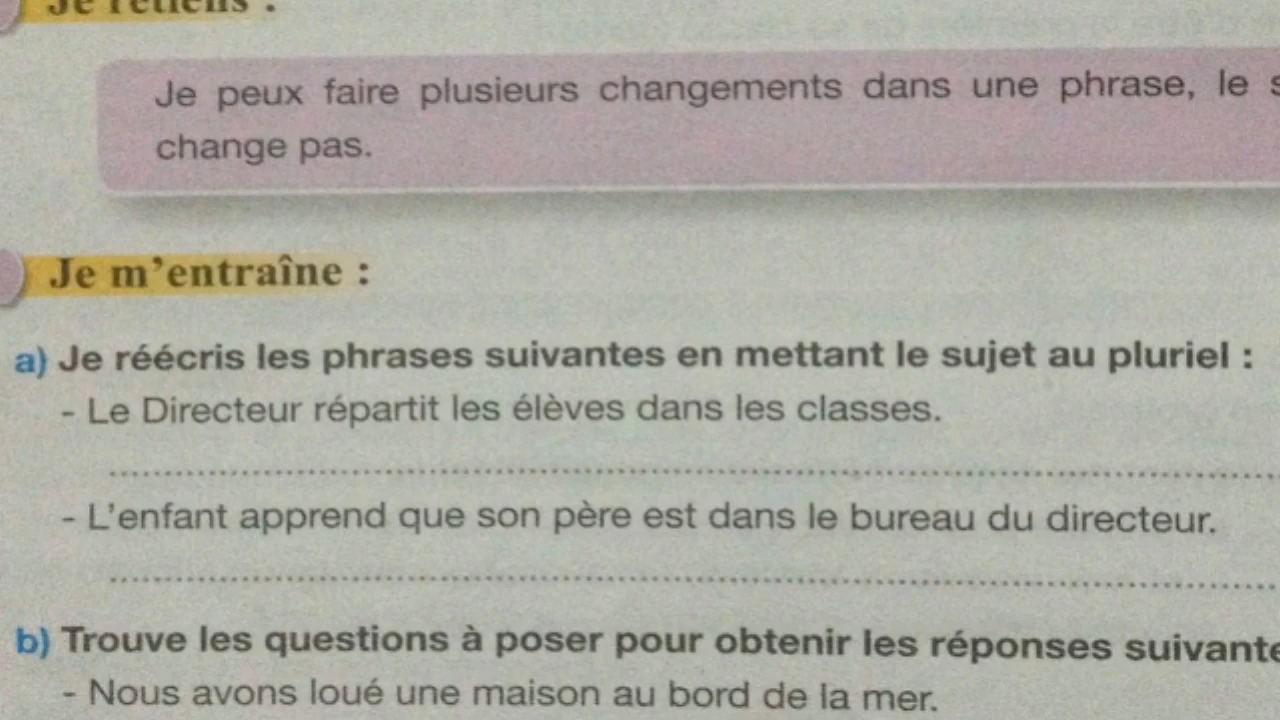 Je retiens :
Je peux faire plusieurs changements dans une phrase, le
change pas.
Je m'entraîne :
a) Je réécris les phrases suivantes en mettant le sujet au pluriel :
- Le Directeur répartit les élèves dans les classes.
- L'enfant apprend que son père est dans le bureau du directeur.
b) Trouve les questions à poser pour obtenir les réponses suivante
- Nous avons loué une maison au bord de la mer.